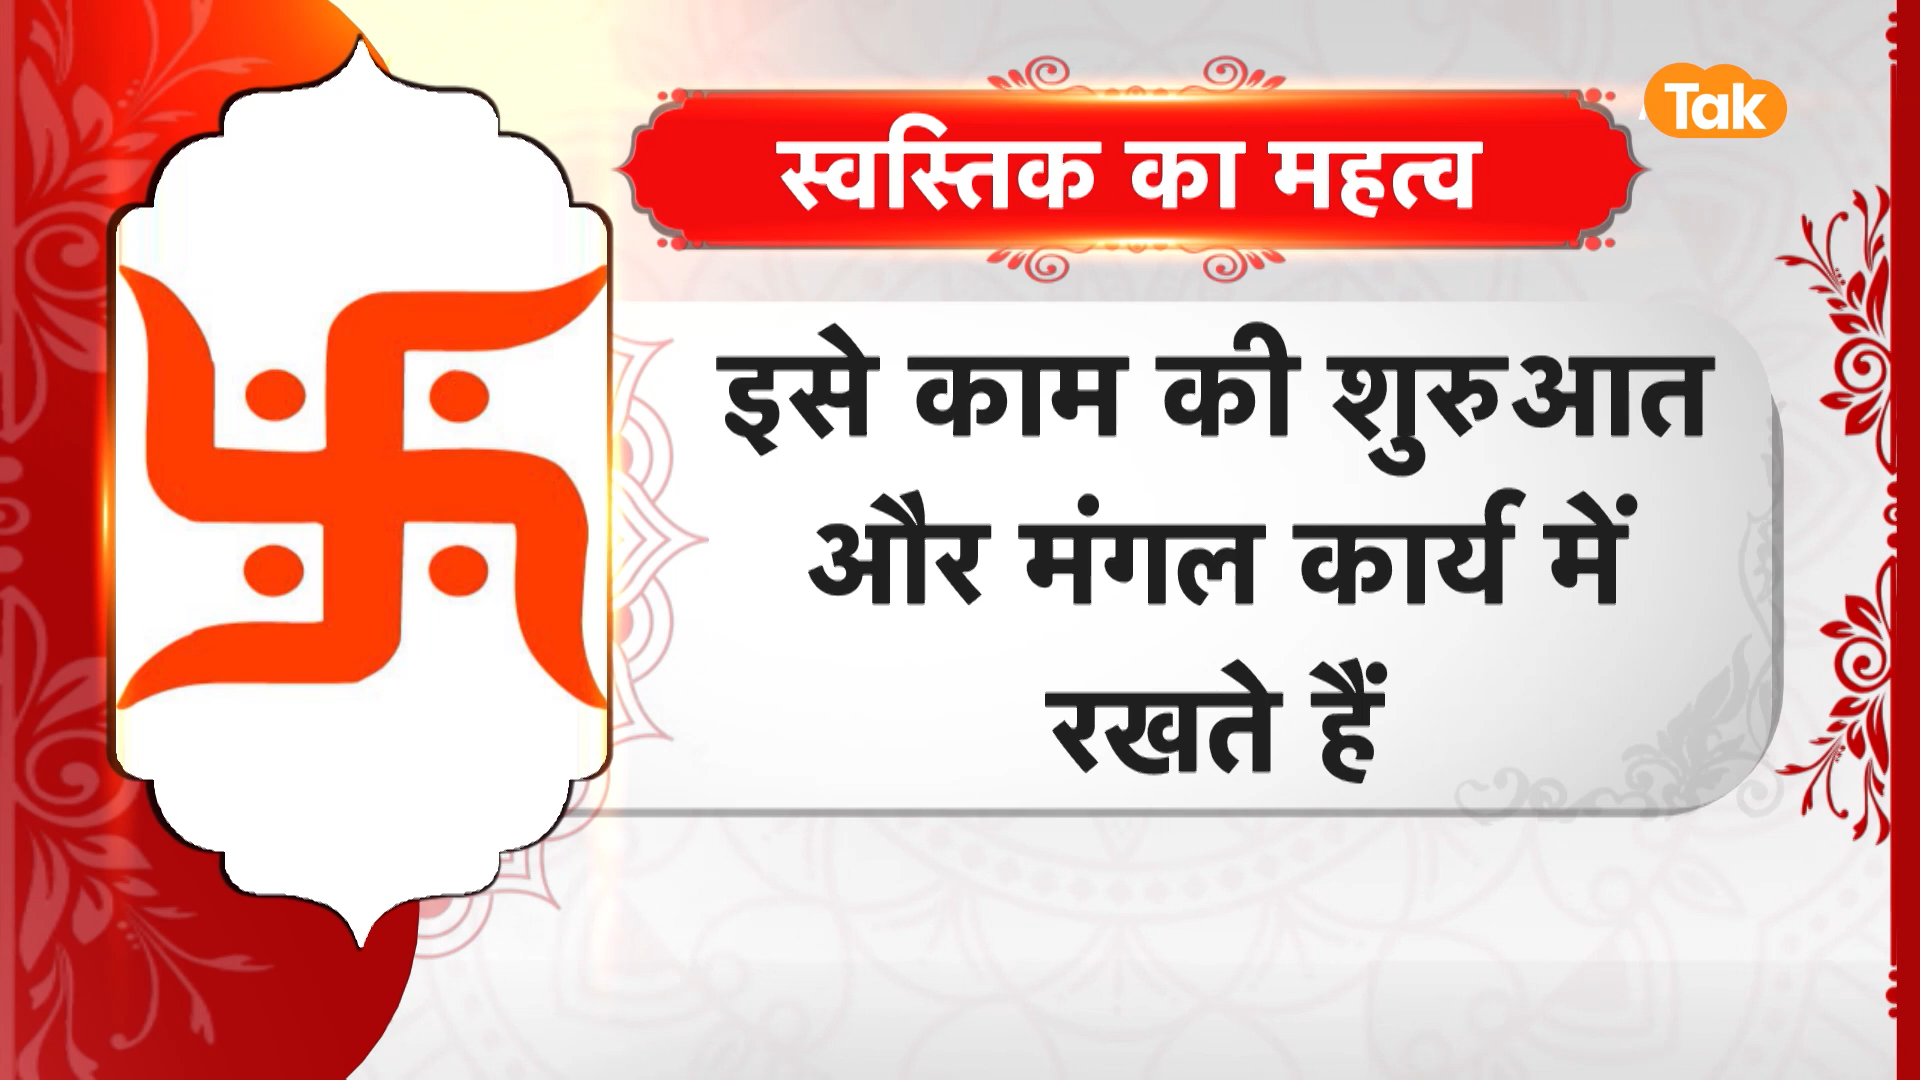 स्वस्तिक का महत्व
Tak
इसे काम की शुरुआत
और मंगल कार्य में
रखते हैं